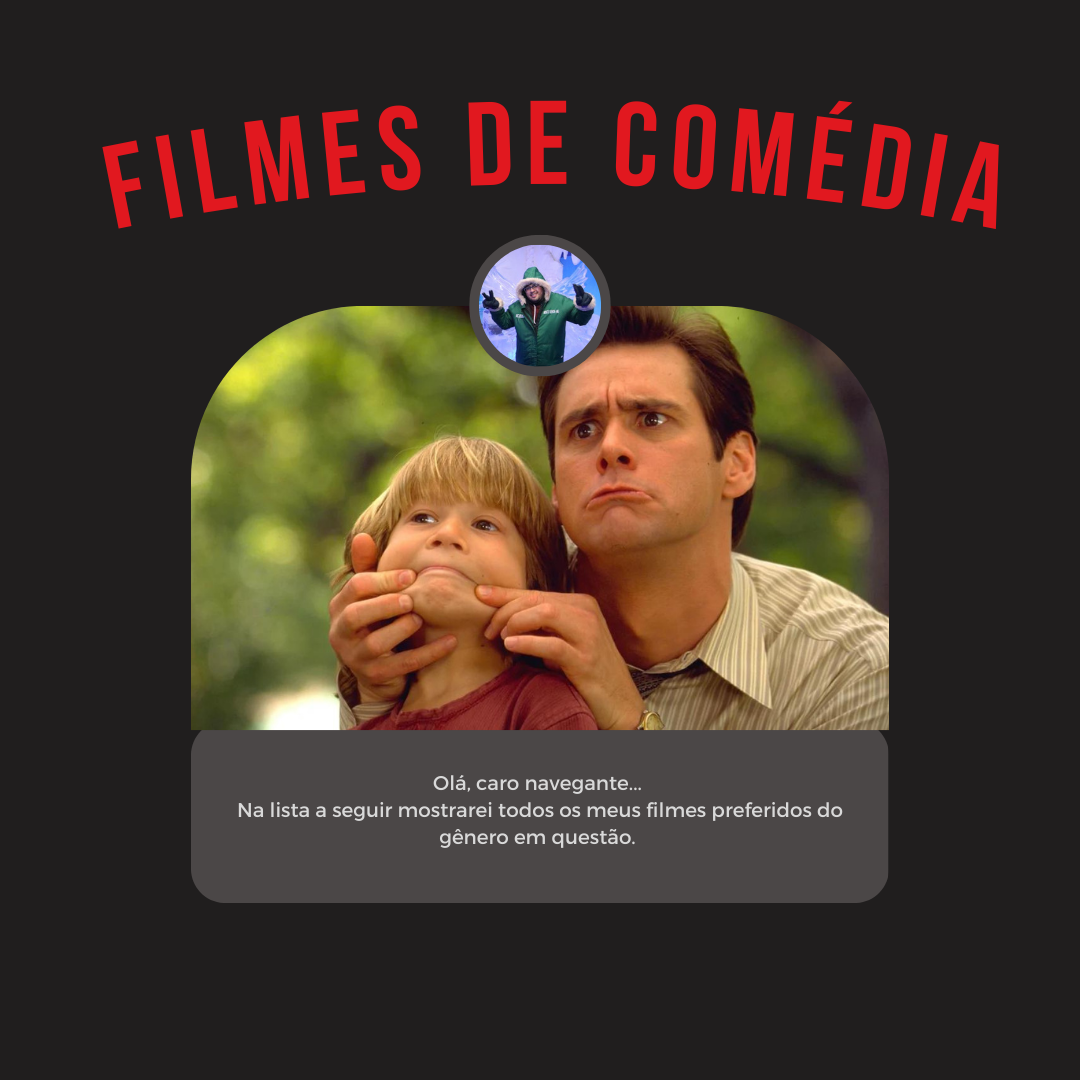 FILMES DE COMÉDIA
Olá, caro navegante...
Na lista a seguir mostrarei todos os meus filmes preferidos do
gênero em questão.